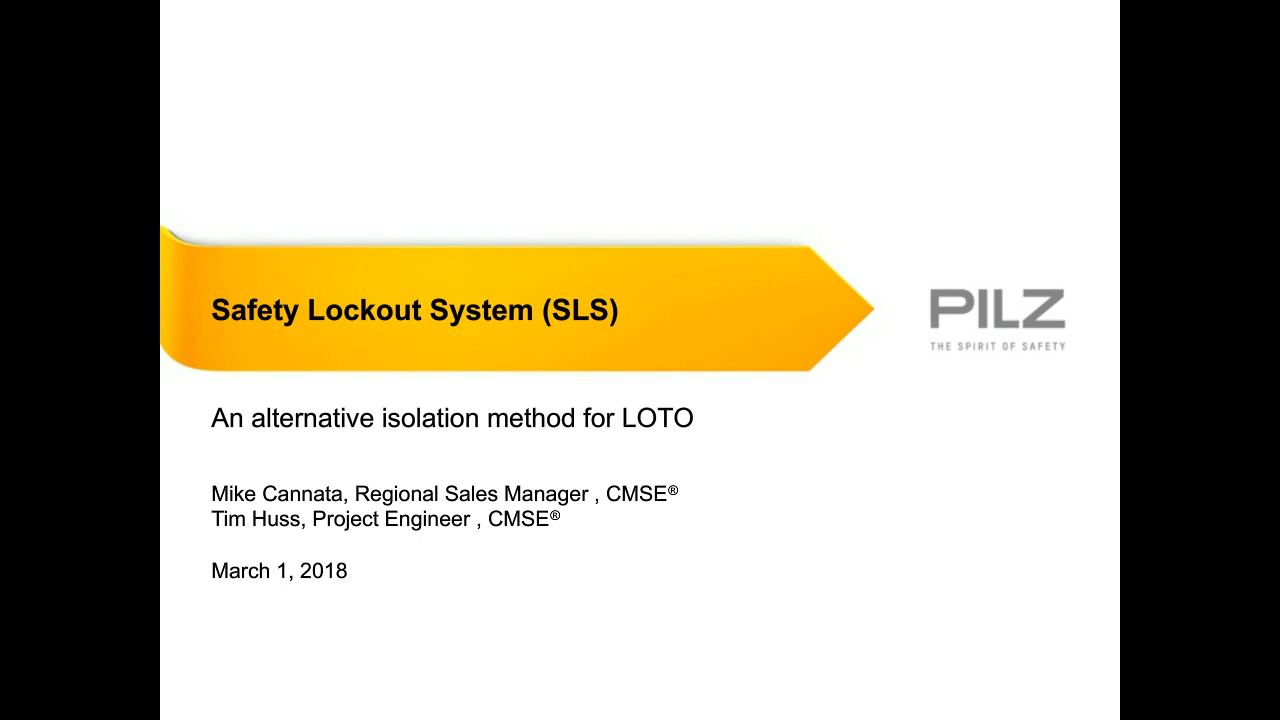 Safety Lockout System (SLS)
PILZ
THE SPIRIT OF SAFETY
An alternative isolation method for LOTO
Mike Cannata, Regional Sales Manager , CMSE®
Tim Huss, Project Engineer , CMSE®
March 1, 2018